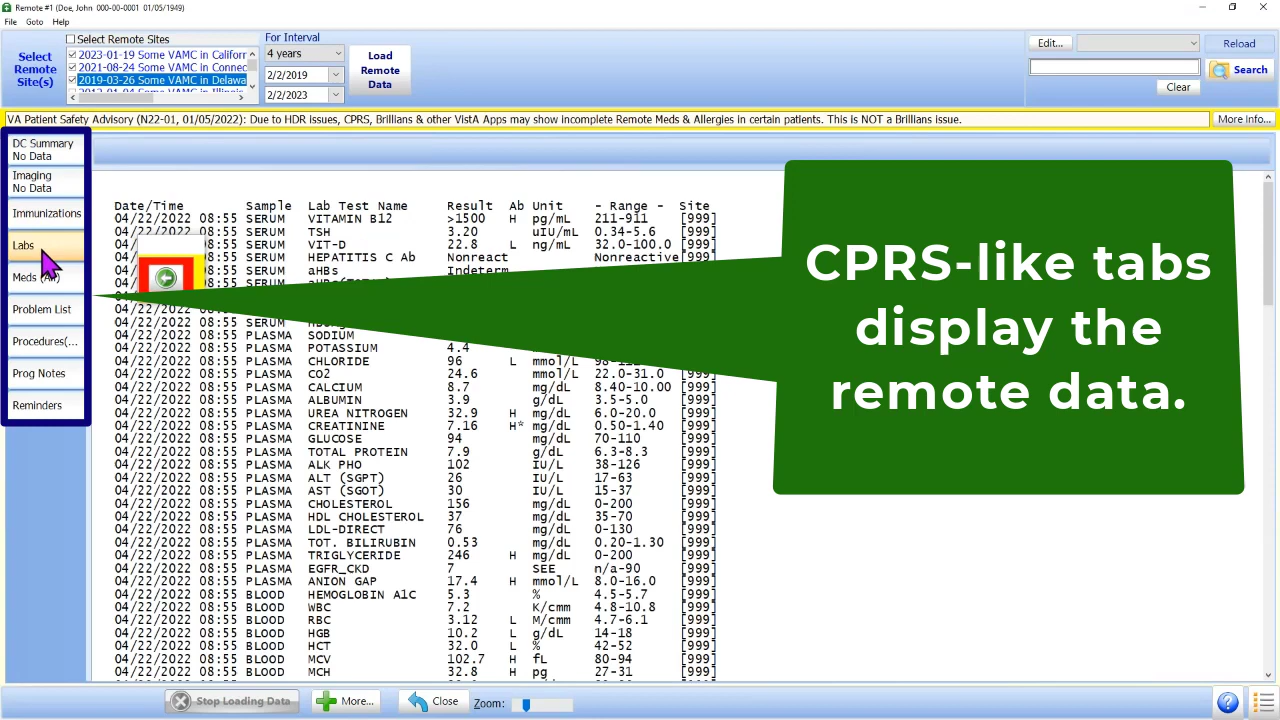 Remote #1 (Doe, John 000-00-0001 01/05/1949)
File Goto Help
Select Remote Site(s)
Select Remote Sites
2023-01-19 Some VAMC in Californ
2021-08-24 Some VAMC in Connec
2019-03-26 Some VAMC in Delawa
For Interval
4 years
2/2/2019
2/2/2023
Load Remote Data
Edit...
Reload
Search
Clear
VA Patient Safety Advisory (N22-01, 01/05/2022): Due to HDR issues, CPRS, Brillians & other VistA Apps may show incomplete Remote Meds & Allergies in certain patients. This is NOT a Brillians issue.
More info...
DC Summary
No Data
Imaging
No Data
Immunizations
Labs
Meds (All)
Problem List
Procedures(...
Prog Notes
Reminders
Date/Time Sample Lab Test Name Result Ab Unit - Range - Site
04/22/2022 08:55 SERUM VITAMIN B12 >1500 H pg/mL 211-911 [999]
04/22/2022 08:55 SERUM TSH 3.20 uIU/mL 0.34-5.6 [999]
04/22 08:55 SERUM VIT-D 22.8 L ng/mL 32.0-100.0 [999]
SERUM HEPATITIS C Ab Nonreact Nonreactive[999]
SERUM aHBs Indeterm
SERUM
04/22/2022 08:55 PLASMA SODIUM
04/22/2022 08:55 PLASMA POTASSIUM 4.4
04/22/2022 08:55 PLASMA CHLORIDE 96 L mmol/L [999]
04/22/2022 08:55 PLASMA CO2 24.6 mmol/L 22.0-31.0 [999]
04/22/2022 08:55 PLASMA CALCIUM 8.7 mg/dL 8.40-10.00 [999]
04/22/2022 08:55 PLASMA ALBUMIN 3.9 g/dL 3.5-5.0 [999]
04/22/2022 08:55 PLASMA UREA NITROGEN 32.9 H mg/dL 6.0-20.0 [999]
04/22/2022 08:55 PLASMA CREATININE 7.16 H* mg/dL 0.50-1.40 [999]
04/22/2022 08:55 PLASMA GLUCOSE 94 mg/dL 70-110 [999]
04/22/2022 08:55 PLASMA TOTAL PROTEIN 7.9 g/dL 6.3-8.3 [999]
04/22/2022 08:55 PLASMA ALK PHO 102 IU/L 38-126 [999]
04/22/2022 08:55 PLASMA ALT (SGPT) 26 IU/L 17-63 [999]
04/22/2022 08:55 PLASMA AST (SGOT) 30 IU/L 15-37 [999]
04/22/2022 08:55 PLASMA CHOLESTEROL 156 mg/dL 0-200 [999]
04/22/2022 08:55 PLASMA HDL CHOLESTEROL 37 mg/dL 35-70 [999]
04/22/2022 08:55 PLASMA LDL-DIRECT 76 mg/dL 0-130 [999]
04/22/2022 08:55 PLASMA TOT. BILIRUBIN 0.53 mg/dL 0.20-1.30 [999]
04/22/2022 08:55 PLASMA TRIGLYCERIDE 246 H mg/dL 0-200 [999]
04/22/2022 08:55 PLASMA EGFR_CKD 7 SEE n/a-90 [999]
04/22/2022 08:55 PLASMA ANION GAP 17.4 H mmol/L 8.0-16.0 [999]
04/22/2022 08:55 BLOOD HEMOGLOBIN A1C 5.3 % 4.5-5.7 [999]
04/22/2022 08:55 BLOOD WBC 7.2 K/cmm 4.8-10.8 [999]
04/22/2022 08:55 BLOOD RBC 3.12 L M/cmm 4.7-6.1 [999]
04/22/2022 08:55 BLOOD HGB 10.2 L g/dL 14-18 [999]
04/22/2022 08:55 BLOOD HCT 32.0 L % 42-52 [999]
04/22/2022 08:55 BLOOD MCV 102.7 H fL 80-94 [999]
04/22/2022 08:55 BLOOD MCH 32.8 H pg 27-31 [999]
CPRS-like tabs
display the
remote data.
Stop Loading Data
More...
Close
Zoom: